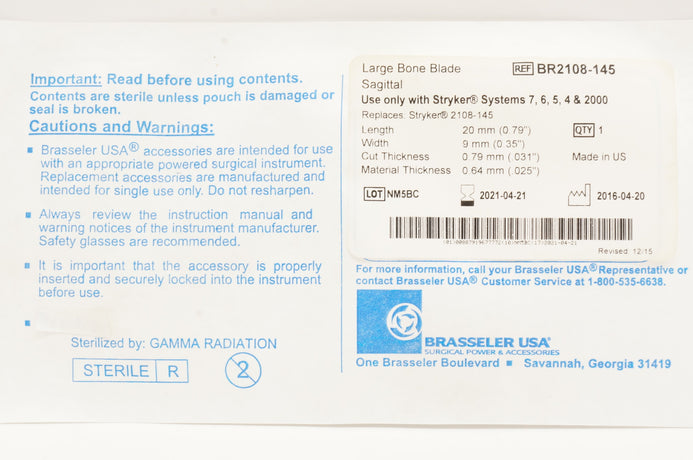 Important: Read before using contents.
Contents are sterile unless pouch is damaged or
seal is broken.
Cautions and Warnings:
Brasseler USA® accessories are intended for use
with an appropriate powered surgical instrument.
Replacement accessories are manufactured and
intended for single use only. Do not resharpen.
Always review the instruction manual and
warning notices of the instrument manufacturer.
Safety glasses are recommended.
It is important that the accessory is properly
inserted and securely locked into the instrument
before use.
Sterilized by: GAMMA RADIATION
STERILE R 2
Large Bone Blade REF BR2108-145
Sagittal
Use only with Stryker® Systems 7, 6, 5, 4 & 2000
Replaces: Stryker® 2108-145
Length 20 mm (0.79") QTY 1
Width 9 mm (0.35")
Cut Thickness 0.79 mm (.031") Made in US
Material Thickness 0.64 mm (.025")
LOT NM5BC 2021-04-21 2016-04-20
Revised 12/15
For more information, call your Brasseler USA® Representative or
contact Brasseler USA® Customer Service at 1-800-535-6638.
BRASSELER USA®
SURGICAL POWER & ACCESSORIES
One Brasseler Boulevard ■ Savannah, Georgia 31419